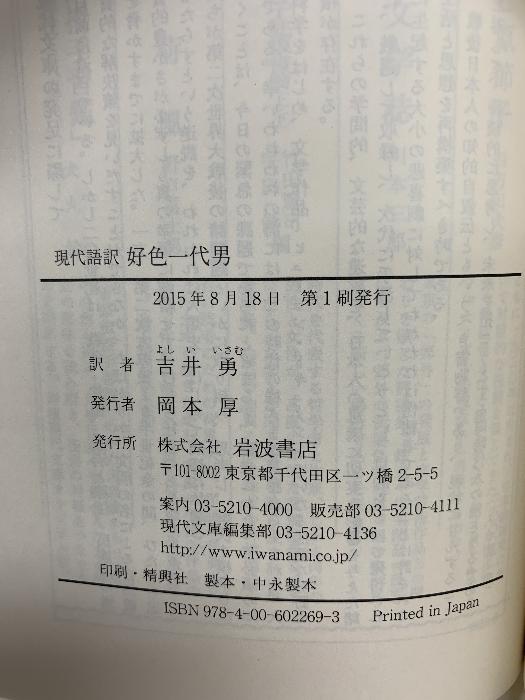 現代語訳 好色一代男
2015年8月18日 第1刷発行
よしい いさむ
訳者 吉井 勇
発行者 岡本 厚
発行所 株式会社 岩波書店
〒101-8002 東京都千代田区一ツ橋2-5-5
案内 03-5210-4000 販売部 03-5210-4111
現代文庫編集部 03-5210-4136
http://www.iwanami.co.jp/
印刷・精興社 製本・中永製本
ISBN 978-4-00-602269-3 Printed in Japan